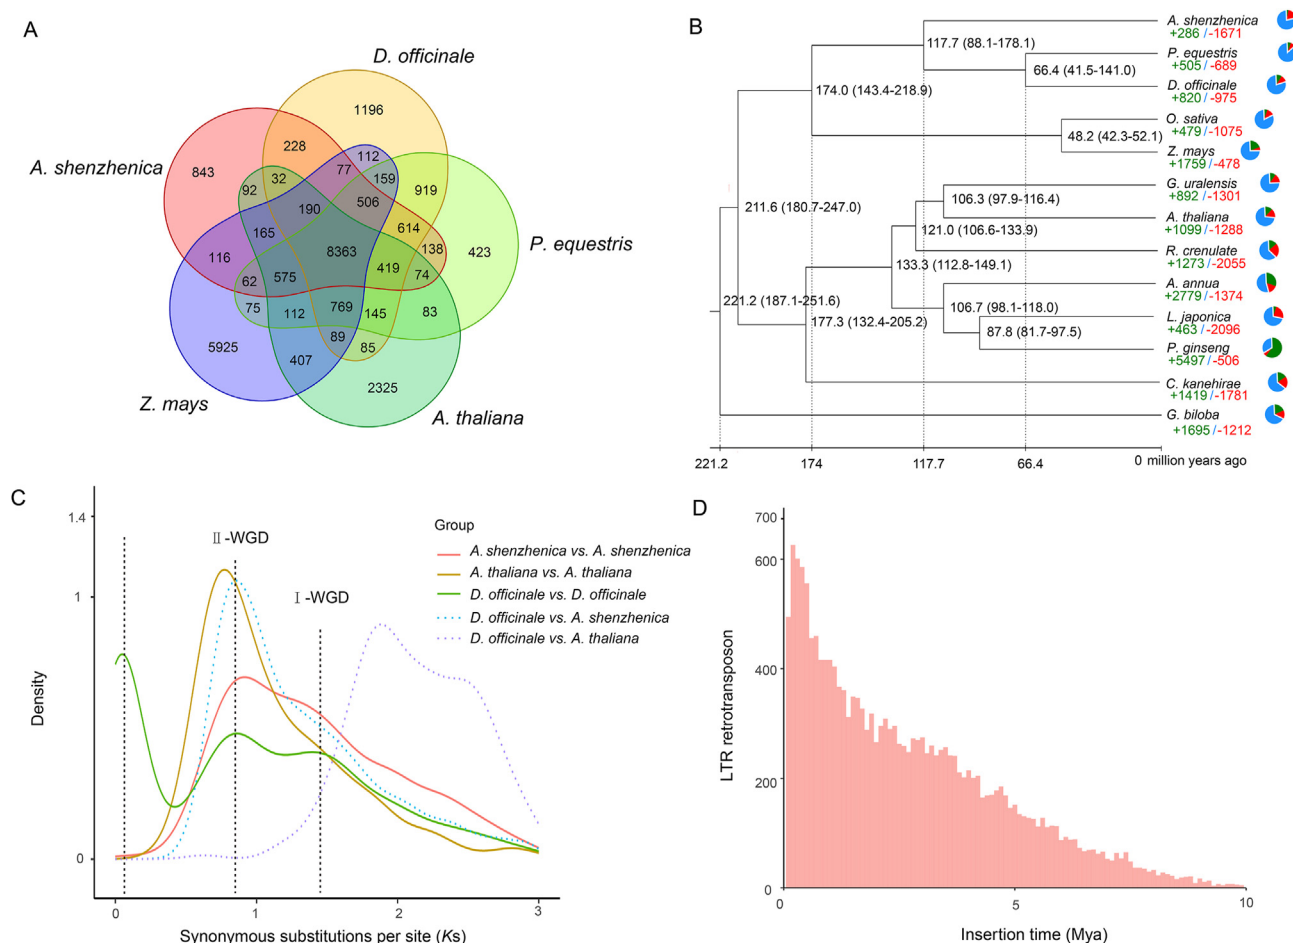 A
D. officinale
A. shenzhenica
P. equestris
Z. mays
A. thaliana
1196
843
228
112
77
159
919
92
32
190
506
614
138
423
116
165
8363
419
74
62
575
75
112
769
145
83
89
85
5925
407
2325
B
A. shenzhenica
+286 / -1671
P. equestris
+505 / -689
D. officinale
+820 / -975
O. sativa
+479 / -1075
Z. mays
+1759 / -478
G. uralensis
+892 / -1301
A. thaliana
+1099 / -1288
R. crenulate
+1273 / -2055
A. annua
+2779 / -1374
L. japonica
+463 / -2096
P. ginseng
+5497 / -506
C. kanehirae
+1419 / -1781
G. biloba
+1695 / -1212
117.7 (88.1-178.1)
66.4 (41.5-141.0)
174.0 (143.4-218.9)
48.2 (42.3-52.1)
211.6 (180.7-247.0)
106.3 (97.9-116.4)
121.0 (106.6-133.9)
133.3 (112.8-149.1)
221.2 (187.1-251.6)
106.7 (98.1-118.0)
177.3 (132.4-205.2)
87.8 (81.7-97.5)
221.2 174 117.7 66.4 0 million years ago
C
II -WGD
I -WGD
Group
A. shenzhenica vs. A. shenzhenica
A. thaliana vs. A. thaliana
D. officinale vs. D. officinale
D. officinale vs. A. shenzhenica
D. officinale vs. A. thaliana
1.4
1
0
Density
0 1 2 3
Synonymous substitutions per site (Ks)
D
700
600
400
200
0
LTR retrotransposon
0 5 10
Insertion time (Mya)